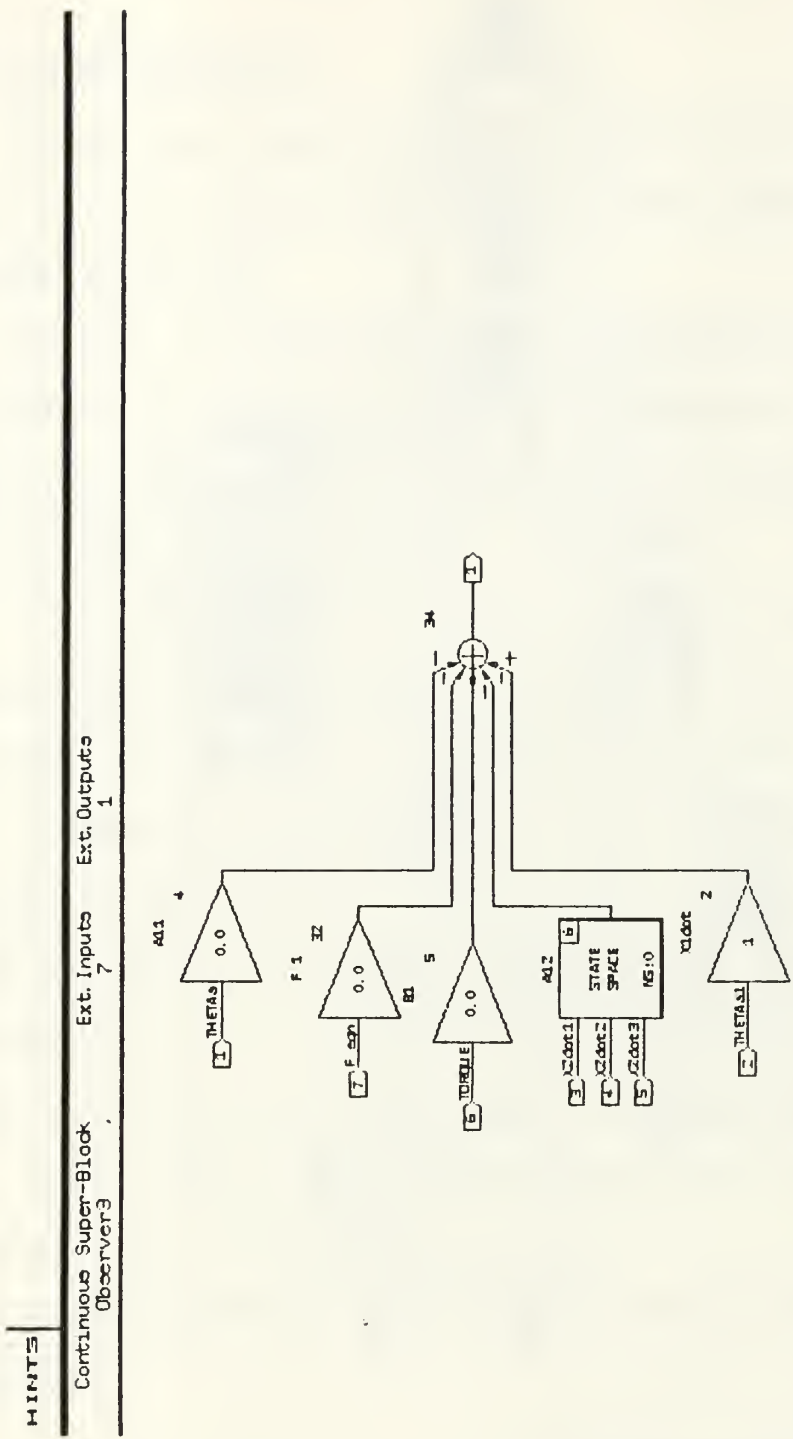 HINTS
Continuous Super-Block Ext. Inputs Ext. Outputs
Observer3 7 1
A11
4
1 THETAs 0.0
F 1
32
7 F eqn 0.0
B1
5
6 TORQUE 0.0
34
1
A12
6
3 X2dot1
4 X2dot2
5 X2dot3
STATE
SPACE
NS:0
X1dot
2
2 THETAs1 1